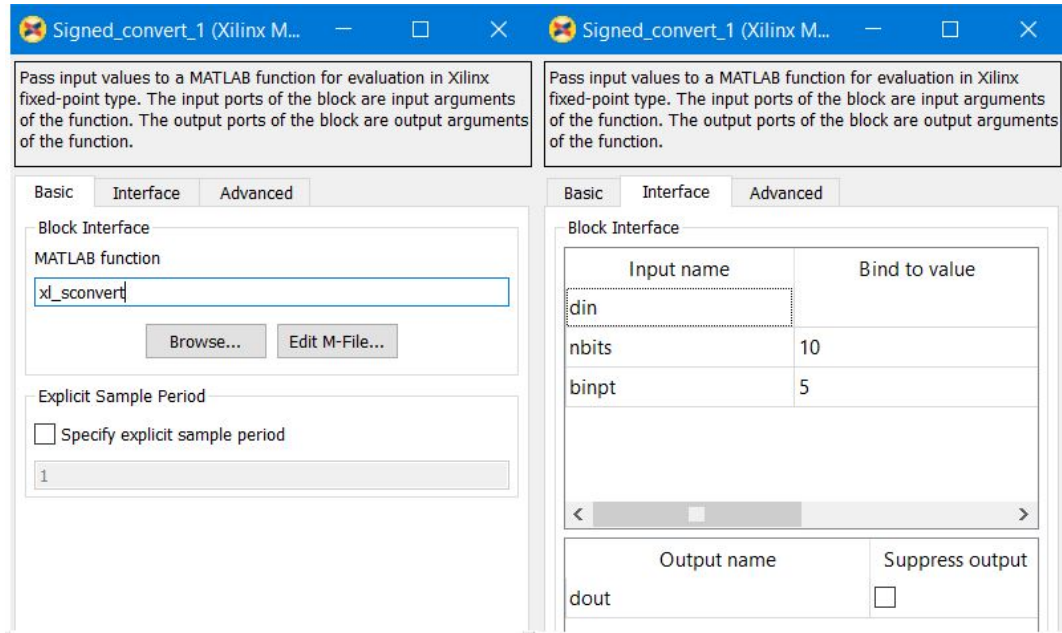 Signed_convert_1 (Xilinx M...
Pass input values to a MATLAB function for evaluation in Xilinx
fixed-point type. The input ports of the block are input arguments
of the function. The output ports of the block are output arguments
of the function.
Basic Interface Advanced
Block Interface
MATLAB function
xl_sconvert
Browse... Edit M-File...
Explicit Sample Period
Specify explicit sample period
1
Signed_convert_1 (Xilinx M...
Pass input values to a MATLAB function for evaluation in Xilinx
fixed-point type. The input ports of the block are input arguments
of the function. The output ports of the block are output arguments
of the function.
Basic Interface Advanced
Block Interface
Input name Bind to value
din
nbits 10
binpt 5
Output name Suppress output
dout